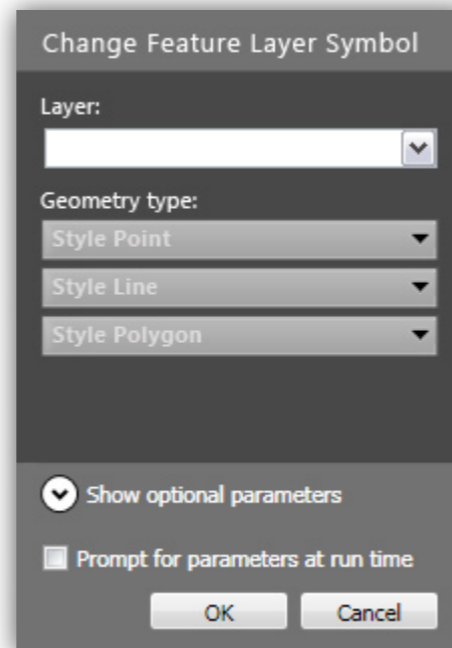 Change Feature Layer Symbol
Layer:
Geometry type:
Style Point
Style Line
Style Polygon
Show optional parameters
Prompt for parameters at run time
OK Cancel